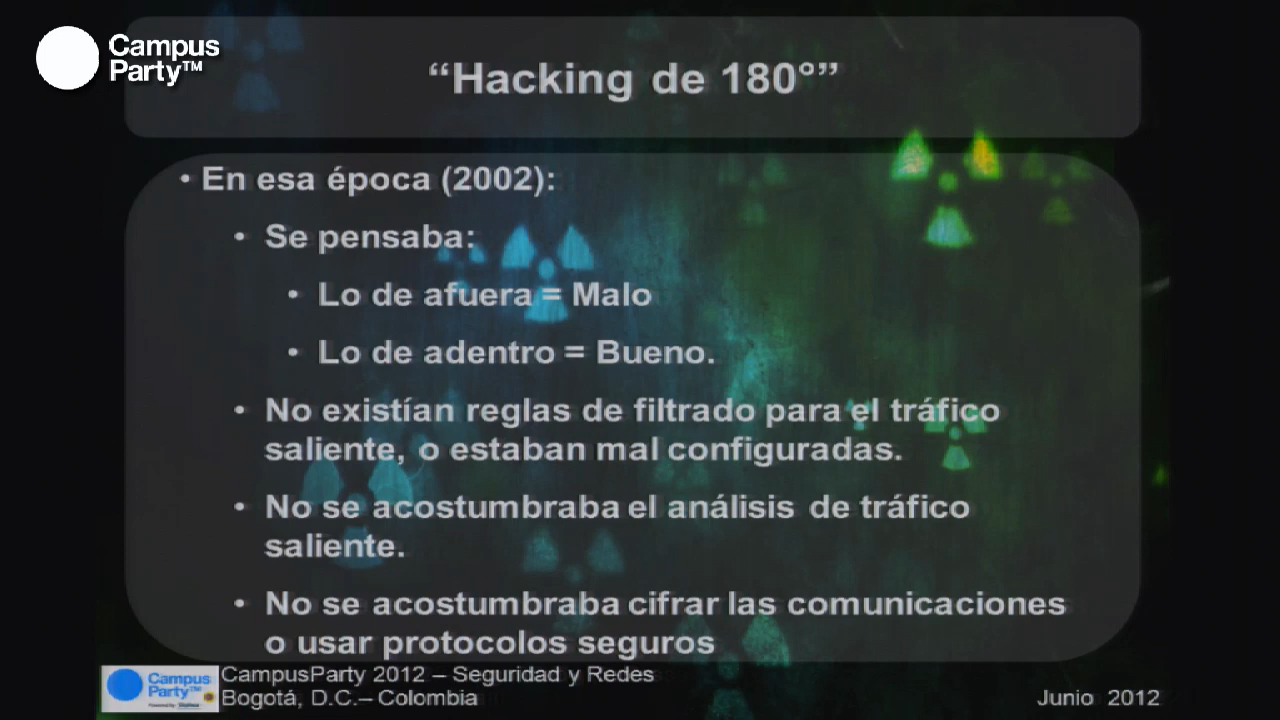 Campus
Party™
“Hacking de 180°”
• En esa época (2002):
• Se pensaba:
• Lo de afuera = Malo
• Lo de adentro = Bueno.
• No existían reglas de filtrado para el tráfico
saliente, o estaban mal configuradas.
• No se acostumbraba el análisis de tráfico
saliente.
• No se acostumbraba cifrar las comunicaciones
o usar protocolos seguros
Campus
Party™
CampusParty 2012 – Seguridad y Redes
Bogotá, D.C.– Colombia
Junio 2012